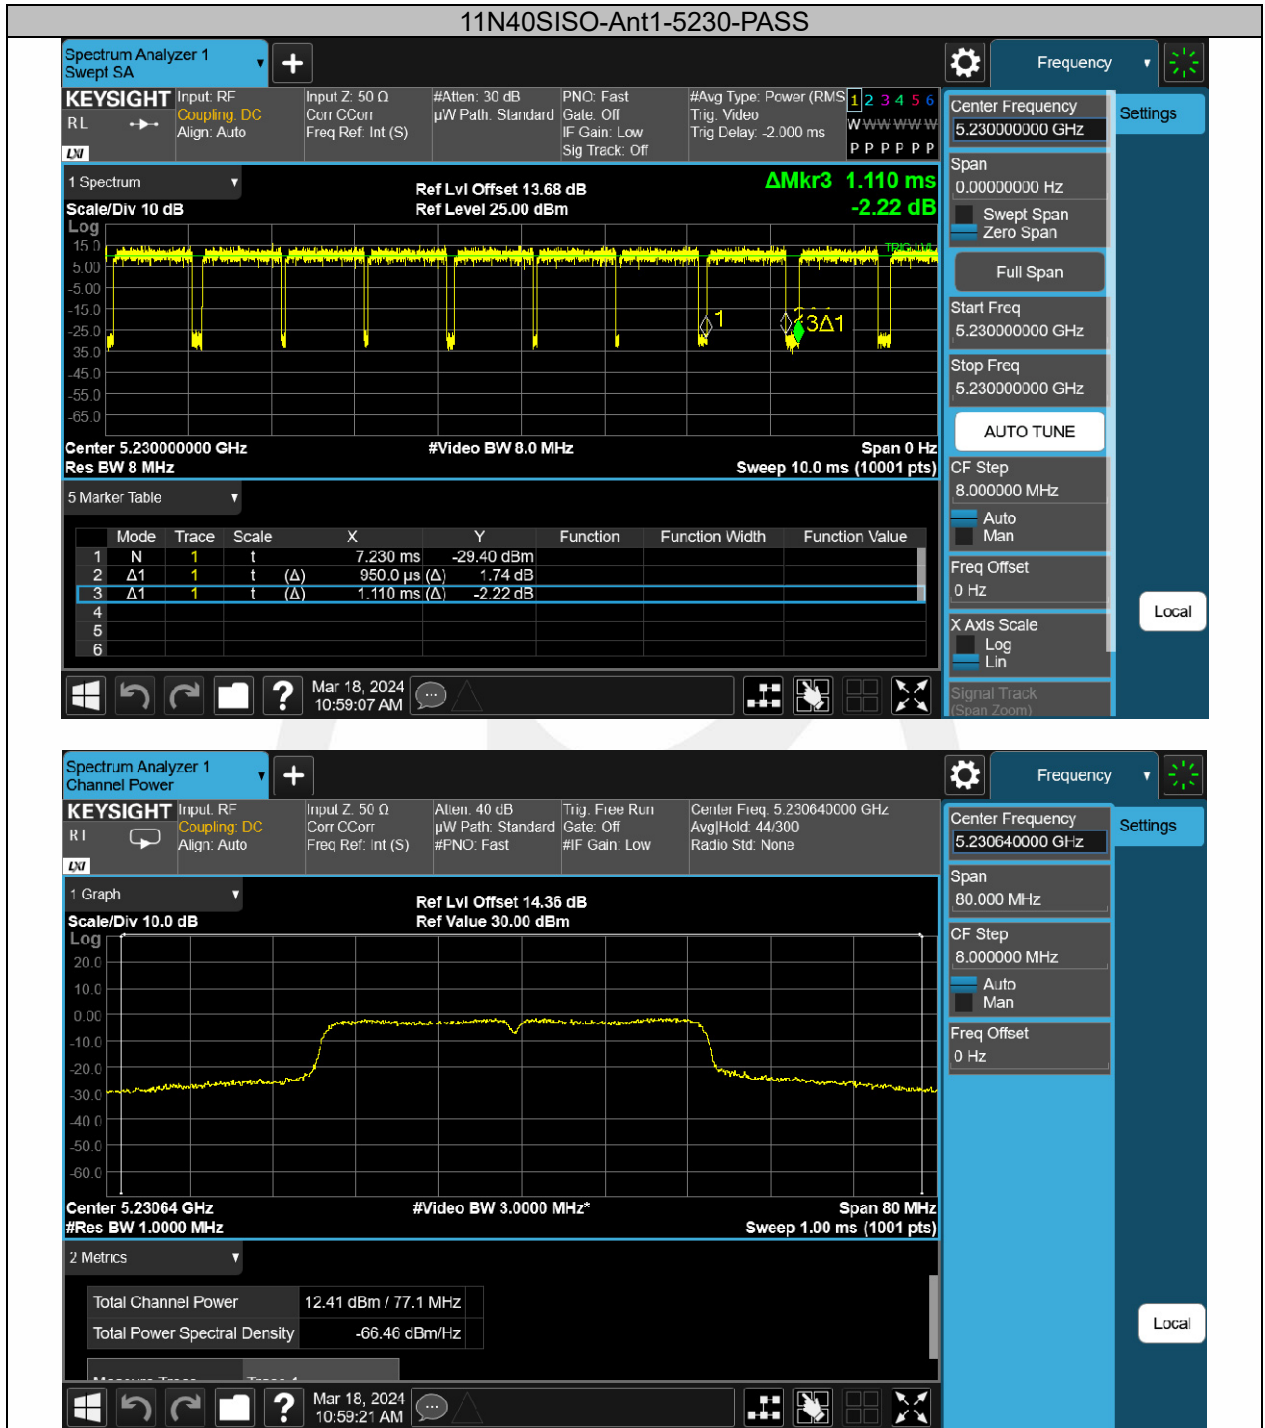 11N40SISO-Ant1-5230-PASS
Spectrum Analyzer 1
Swept SA
Frequency
KEYSIGHT
RL
LXI
Input: RF
Coupling: DC
Align: Auto
Input Z: 50 Ω
Corr CCorr
Freq Ref: Int (S)
#Atten: 30 dB
µW Path: Standard
PNO: Fast
Gate: Off
IF Gain: Low
Sig Track: Off
#Avg Type: Power (RMS
Trig: Video
Trig Delay: -2.000 ms
1 2 3 4 5 6
W W W W W W
P P P P P P
Center Frequency
5.230000000 GHz
Settings
Span
0.00000000 Hz
Swept Span
Zero Span
Full Span
Start Freq
5.230000000 GHz
Stop Freq
5.230000000 GHz
AUTO TUNE
CF Step
8.000000 MHz
Auto
Man
Freq Offset
0 Hz
X Axis Scale
Log
Lin
Signal Track
(Span Zoom)
Local
1 Spectrum
Scale/Div 10 dB
Ref Lvl Offset 13.68 dB
Ref Level 25.00 dBm
ΔMkr3 1.110 ms
-2.22 dB
Log
15.0
5.00
-5.00
-15.0
-25.0
35.0
-45.0
-55.0
-65.0
1
3Δ1
Center 5.230000000 GHz
#Video BW 8.0 MHz
Span 0 Hz
Res BW 8 MHz
Sweep 10.0 ms (10001 pts)
5 Marker Table
Mode Trace Scale X Y Function Function Width Function Value
1 N 1 t 7.230 ms -29.40 dBm
2 Δ1 1 t (Δ) 950.0 µs (Δ) 1.74 dB
3 Δ1 1 t (Δ) 1.110 ms (Δ) -2.22 dB
4
5
6
?
Mar 18, 2024
10:59:07 AM
Spectrum Analyzer 1
Channel Power
Frequency
KEYSIGHT
LXI
Input: RF
Coupling: DC
Align: Auto
Input Z: 50 Ω
Corr CCorr
Freq Ref: Int (S)
Atten: 40 dB
µW Path: Standard
#PNO: Fast
Trig: Free Run
Gate: Off
#IF Gain: Low
Center Freq: 5.230640000 GHz
Avg|Hold: 44/300
Radio Std: None
Center Frequency
5.230640000 GHz
Settings
Span
80.000 MHz
CF Step
8.000000 MHz
Auto
Man
Freq Offset
0 Hz
Local
1 Graph
Scale/Div 10.0 dB
Ref Lvl Offset 14.36 dB
Ref Value 30.00 dBm
Log
20.0
10.0
0.00
-10.0
-20.0
-30.0
-40.0
-50.0
-60.0
Center 5.23064 GHz
#Video BW 3.0000 MHz*
Span 80 MHz
#Res BW 1.0000 MHz
Sweep 1.00 ms (1001 pts)
2 Metrics
Total Channel Power 12.41 dBm / 77.1 MHz
Total Power Spectral Density -66.46 dBm/Hz
?
Mar 18, 2024
10:59:21 AM